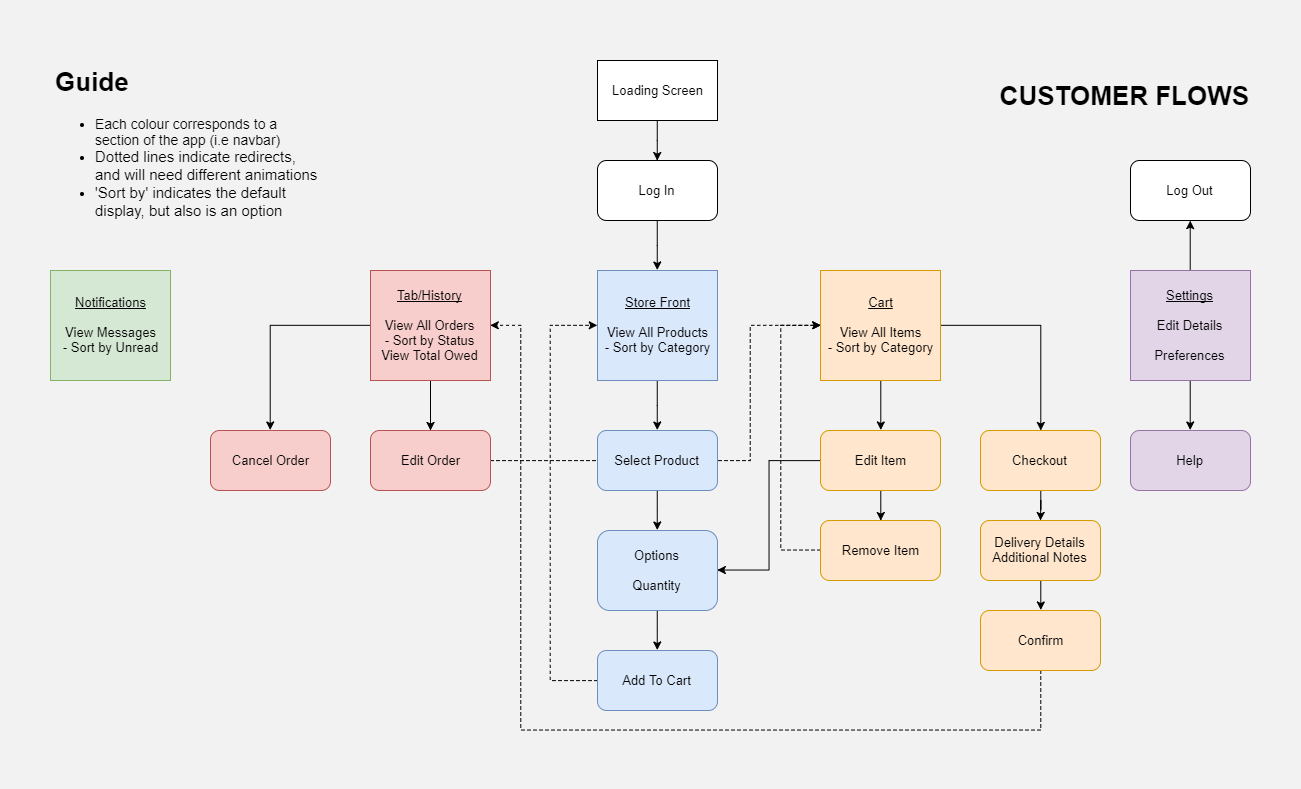 Guide
Each colour corresponds to a
section of the app (i.e navbar)
Dotted lines indicate redirects,
and will need different animations
'Sort by' indicates the default
display, but also is an option
CUSTOMER FLOWS
Loading Screen
Log In
Log Out
Notifications
View Messages
- Sort by Unread
Tab/History
View All Orders
- Sort by Status
View Total Owed
Store Front
View All Products
- Sort by Category
Cart
View All Items
- Sort by Category
Settings
Edit Details
Preferences
Cancel Order
Edit Order
Select Product
Edit Item
Checkout
Help
Options
Quantity
Remove Item
Delivery Details
Additional Notes
Add To Cart
Confirm